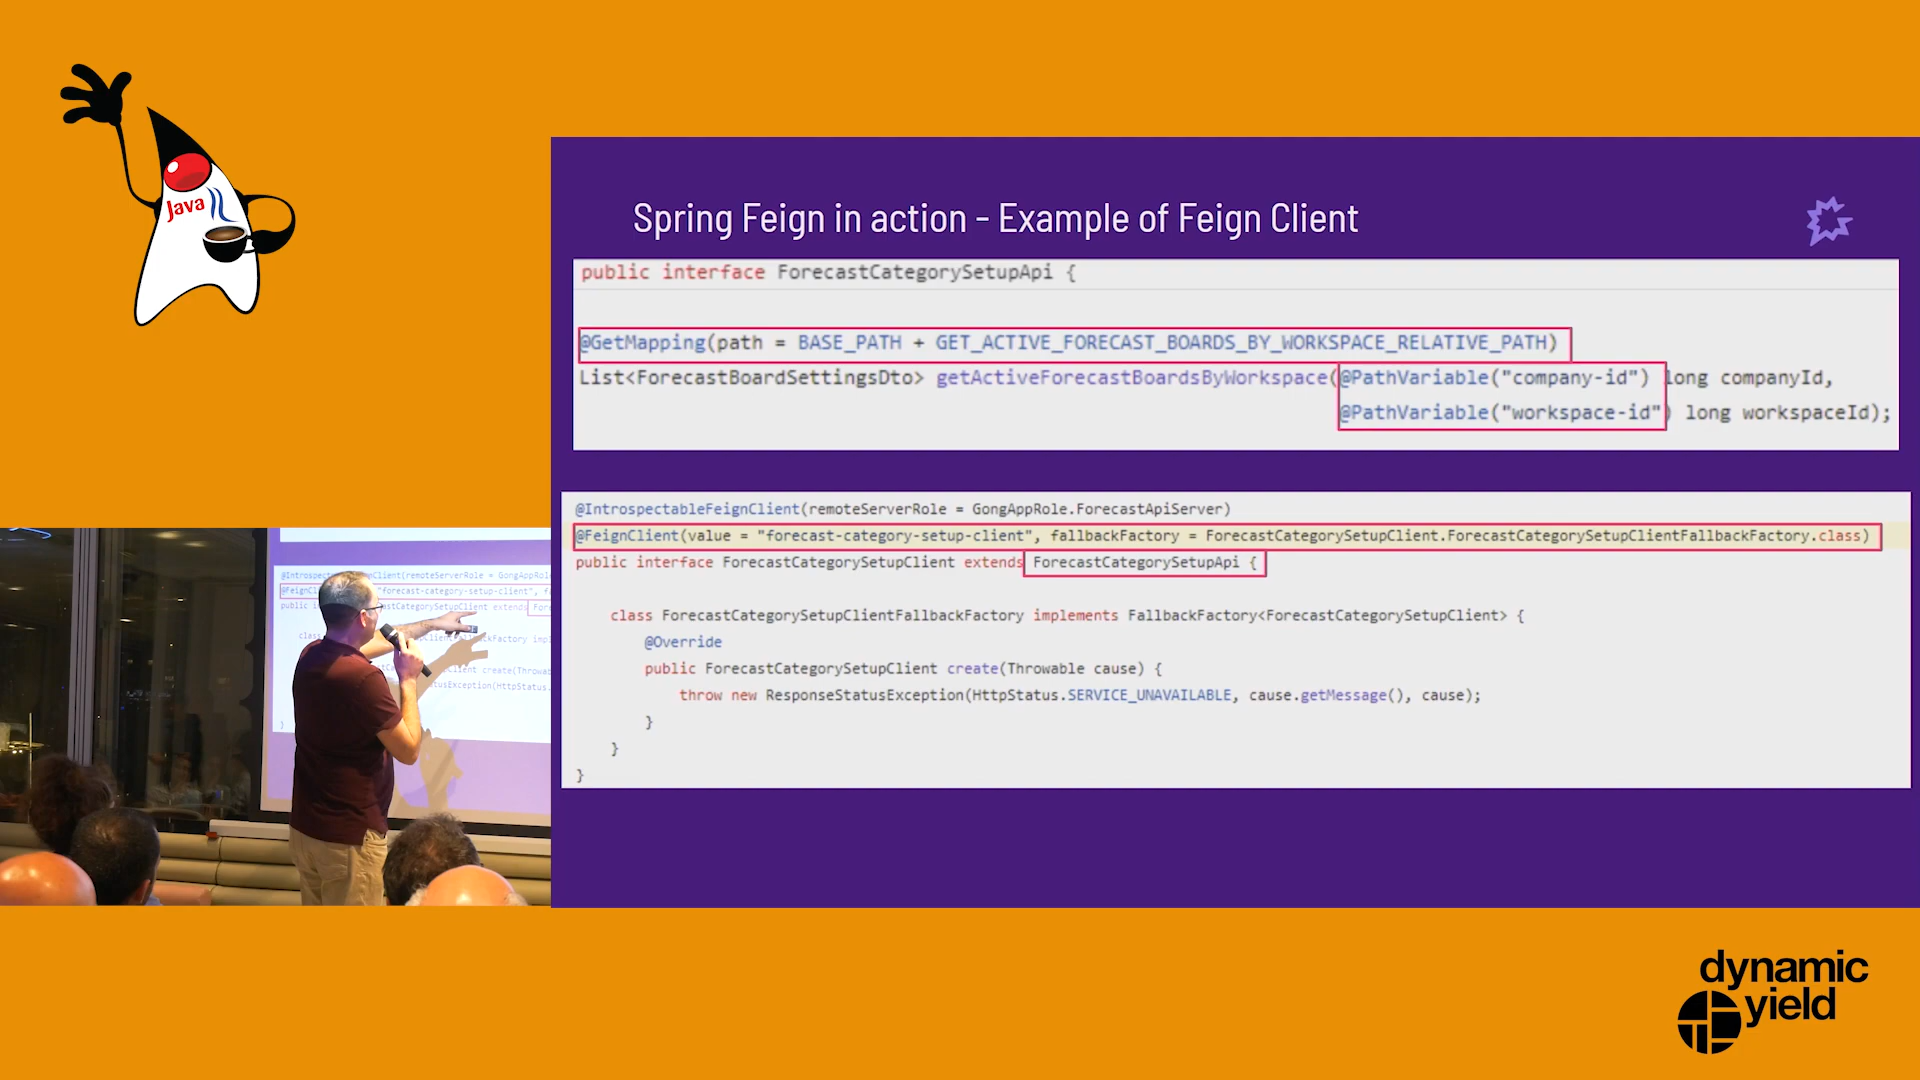 Java
Spring Feign in action - Example of Feign Client
public interface ForecastCategorySetupApi {
@GetMapping(path = BASE_PATH + GET_ACTIVE_FORECAST_BOARDS_BY_WORKSPACE_RELATIVE_PATH)
List<ForecastBoardSettingsDto> getActiveForecastBoardsByWorkspace(@PathVariable("company-id") long companyId,
@PathVariable("workspace-id") long workspaceId);
@IntrospectableFeignClient(remoteServerRole = GongAppRole.ForecastApiServer)
@FeignClient(value = "forecast-category-setup-client", fallbackFactory = ForecastCategorySetupClient.ForecastCategorySetupClientFallbackFactory.class)
public interface ForecastCategorySetupClient extends ForecastCategorySetupApi {
class ForecastCategorySetupClientFallbackFactory implements FallbackFactory<ForecastCategorySetupClient> {
@Override
public ForecastCategorySetupClient create(Throwable cause) {
throw new ResponseStatusException(HttpStatus.SERVICE_UNAVAILABLE, cause.getMessage(), cause);
}
}
}
dynamic
yield